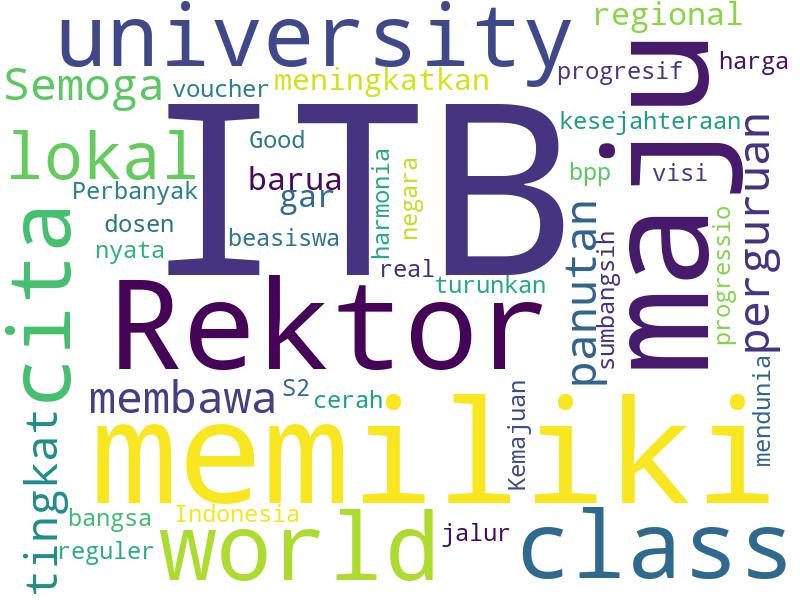 university
regional
maju
harga
progresif
Semoga
voucher
meningkatkan
ITB
kesejahteraan
perguruan
Good
lokal
barua
gar
harmonia
negara
bpp
visi
Perbanyak
dosen
nyata
beasiswa
real
turunkan
panutan
sumbangsih
progressio
cita
Rektor
membawa
S2
cerah
Kemajuan
mendunia
memiliki
tingkat
bangsa
Indonesia
reguler
world
jalur
class